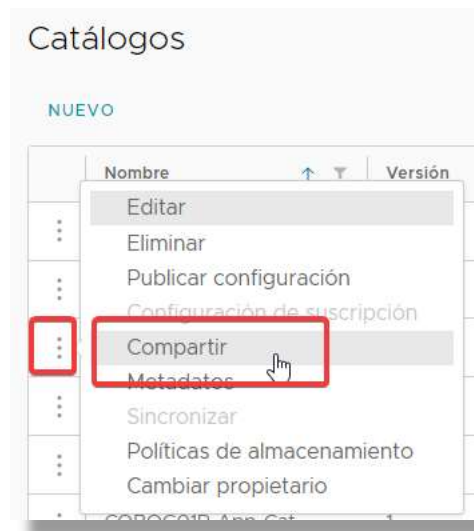 Catálogos
NUEVO
Nombre Versión
Editar
Eliminar
Publicar configuración
Configuración de suscripción
Compartir
Metadatos
Sincronizar
Políticas de almacenamiento
Cambiar propietario